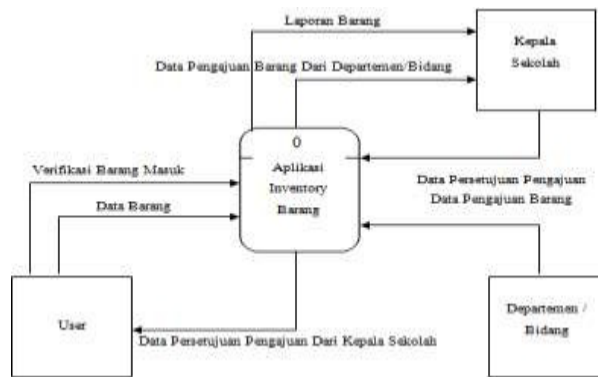 Laporan Barang
Kepala
Sekolah
Data Pengajuan Barang Dari Departemen/Bidang
0
Aplikasi
Inventory
Barang
Verifikasi Barang Masuk
Data Persetujuan Pengajuan
Data Pengajuan Barang
Data Barang
User
Departemen /
Bidang
Data Persetujuan Pengajuan Dari Kepala Sekolah